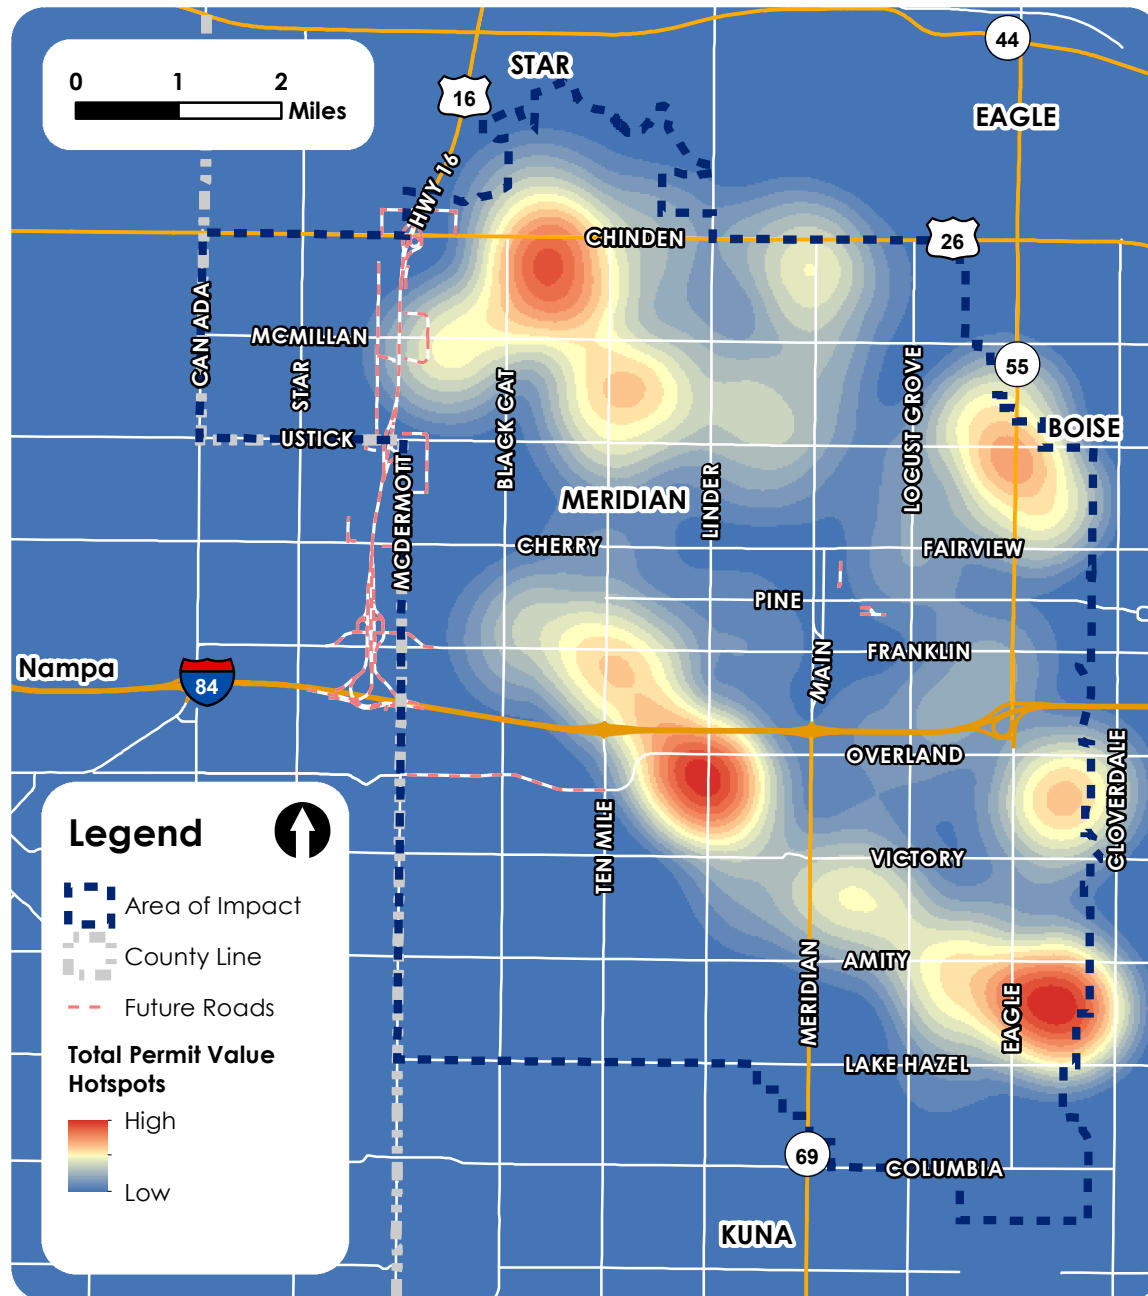 0 1 2
Miles
STAR
44
16
EAGLE
HWY 16
CHINDEN
26
CAN ADA
MCMILLAN
STAR
BLACK CAT
LOCUST GROVE
55
USTICK
BOISE
MCDERMOTT
MERIDIAN
LINDER
CHERRY
FAIRVIEW
PINE
MAIN
FRANKLIN
Nampa
84
OVERLAND
CLOVERDALE
TEN MILE
VICTORY
AMITY
MERIDIAN
EAGLE
LAKE HAZEL
69
COLUMBIA
KUNA
Legend
Area of Impact
County Line
Future Roads
Total Permit Value
Hotspots
High
Low